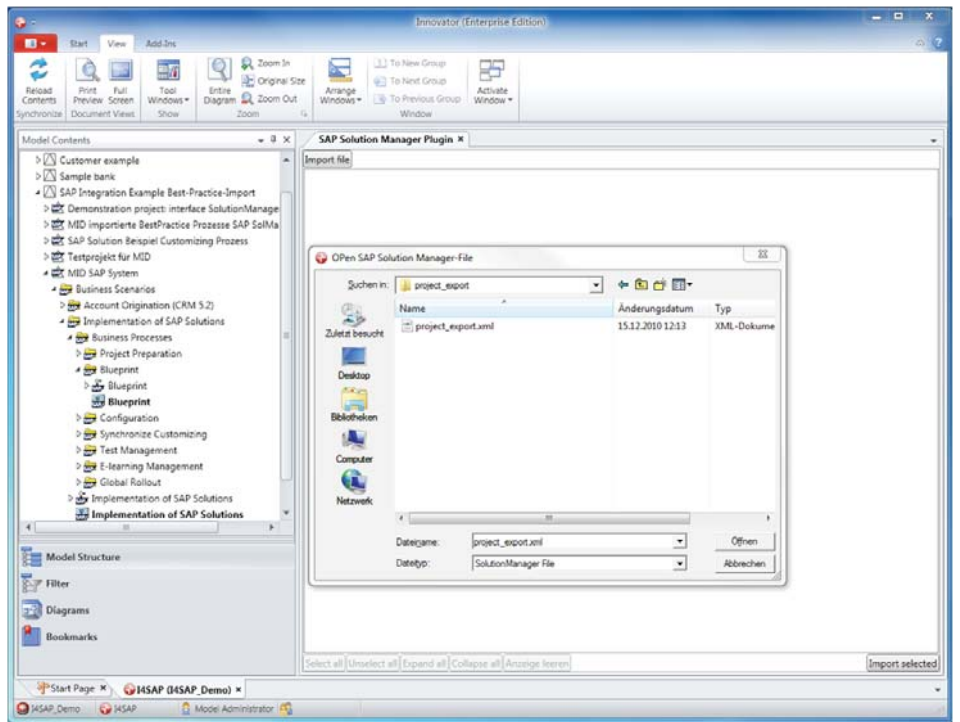 Innovator (Enterprise Edition)
Start View Add-Ins
Reload Contents
Print Preview
Full Screen
Tool Windows
Entire Diagram
Zoom In
Original Size
Zoom Out
Arrange Windows
To New Group
To Next Group
To Previous Group
Activate Window
Synchronize
Document Views
Show
Zoom
Window
Model Contents
Customer example
Sample bank
SAP Integration Example Best-Practice-Import
Demonstration project: interface SolutionManage
MID importierte BestPractice Prozesse SAP SolMa
SAP Solution Beispiel Customizing Prozess
Testprojekt für MID
MID SAP System
Business Scenarios
Account Origination (CRM 5.2)
Implementation of SAP Solutions
Business Processes
Project Preparation
Blueprint
Blueprint
Blueprint
Configuration
Synchronize Customizing
Test Management
E-learning Management
Global Rollout
Implementation of SAP Solutions
Implementation of SAP Solutions
Model Structure
Filter
Diagrams
Bookmarks
SAP Solution Manager Plugin
Import file
OPen SAP Solution Manager-File
Suchen in: project_export
Zuletzt besucht
Desktop
Bibliotheken
Computer
Netzwerk
Name Änderungsdatum Typ
project_export.xml 15.12.2010 12:13 XML-Dokume
Dateiname: project_export.xml Öffnen
Dateityp: SolutionManager File Abbrechen
Select all Unselect all Expand all Collapse all Anzeige leeren Import selected
Start Page I4SAP (I4SAP_Demo)
I4SAP_Demo I4SAP Model Administrator